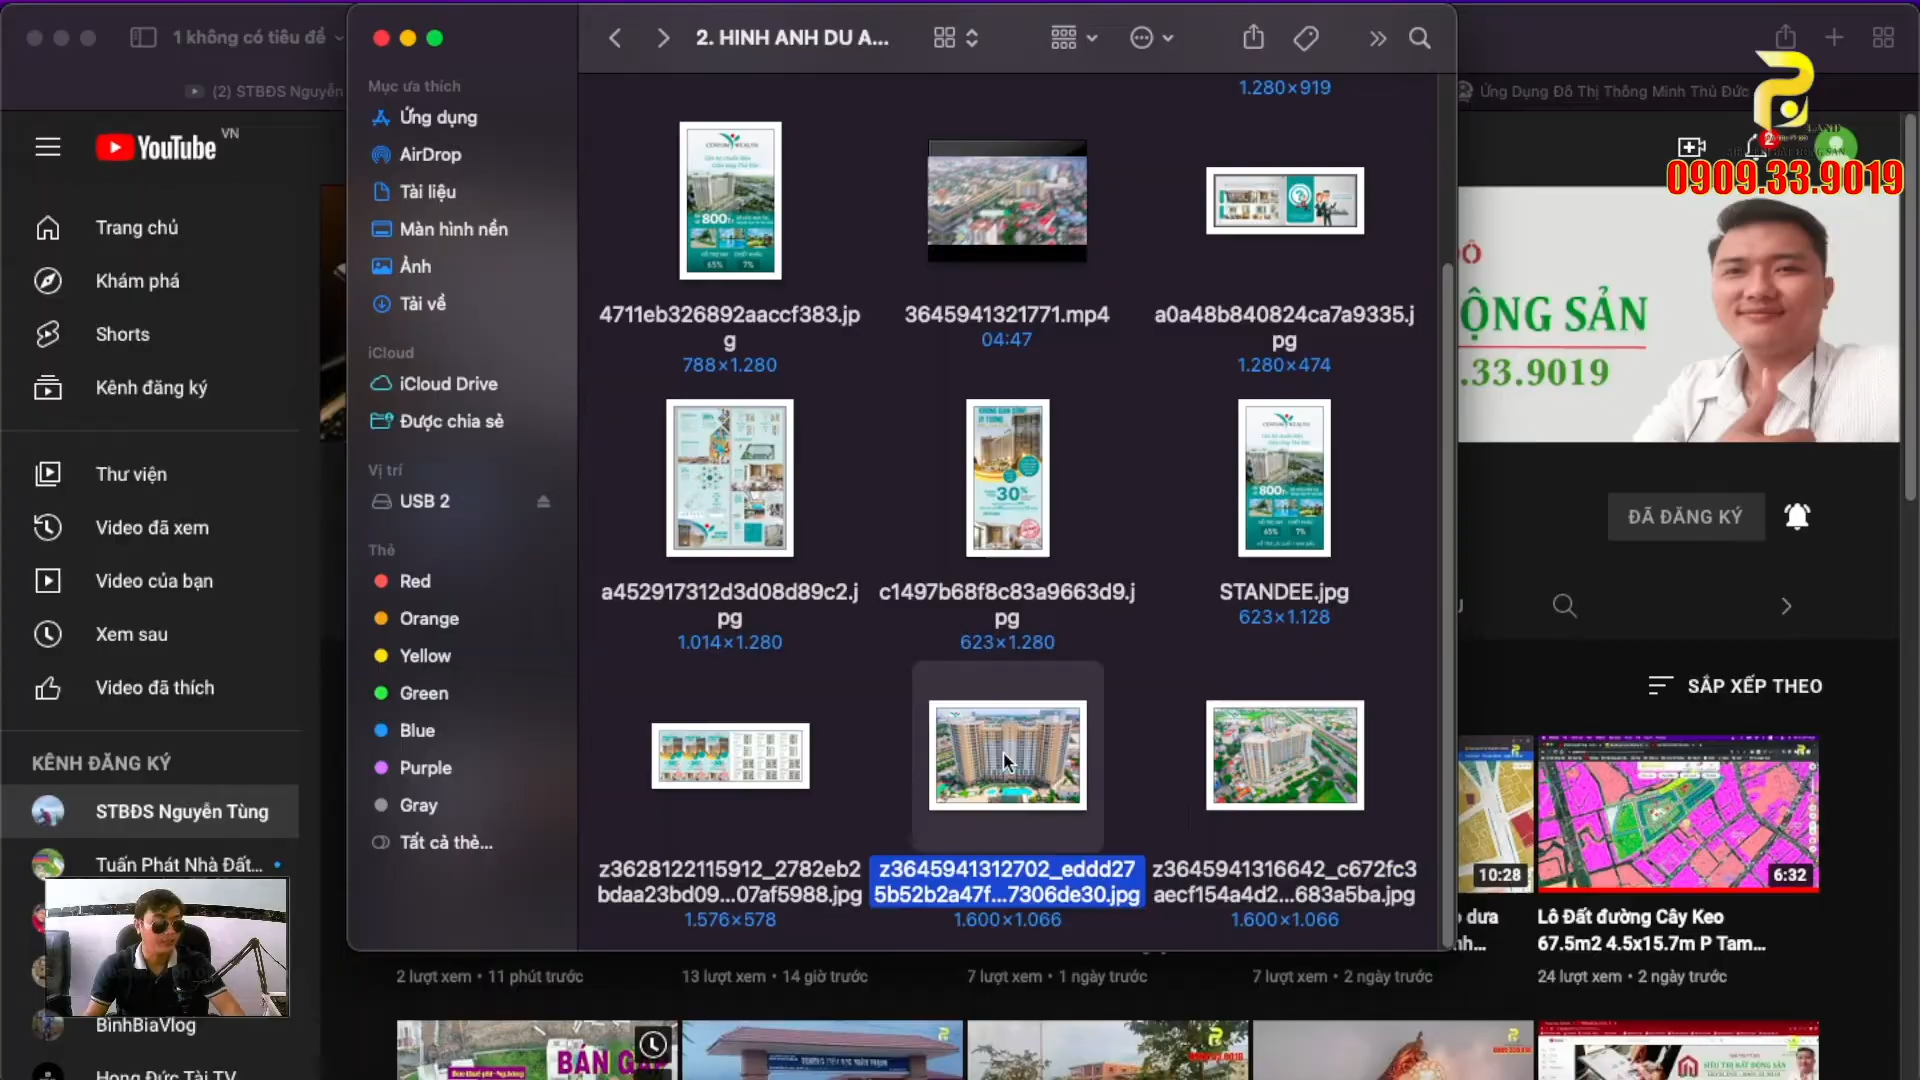 1 không có tiêu đề
(2) STBĐS Nguyễn
YouTube VN
Trang chủ
Khám phá
Shorts
Kênh đăng ký
Thư viện
Video đã xem
Video của bạn
Xem sau
Video đã thích
KÊNH ĐĂNG KÝ
STBĐS Nguyễn Tùng
Tuấn Phát Nhà Đất...
BìnhBiaVlog
Hong Đức Tài TV
Mục ưa thích
Ứng dụng
AirDrop
Tài liệu
Màn hình nền
Ảnh
Tải về
iCloud
iCloud Drive
Được chia sẻ
Vị trí
USB 2
Thẻ
Red
Orange
Yellow
Green
Blue
Purple
Gray
Tất cả thẻ...
2. HINH ANH DU A...
1.280×919
4711eb326892aaccf383.jp
g
788×1.280
3645941321771.mp4
04:47
a0a48b840824ca7a9335.j
pg
1.280×474
a452917312d3d08d89c2.j
pg
1.014×1.280
c1497b68f8c83a9663d9.j
pg
623×1.280
STANDEE.jpg
623×1.128
z3628122115912_2782eb2
bdaa23bd09...07af5988.jpg
1.576×578
z3645941312702_eddd27
5b52b2a47f...7306de30.jpg
1.600×1.066
z3645941316642_c672fc3
aecf154a4d2...683a5ba.jpg
1.600×1.066
Ứng Dụng Đô Thị Thông Minh Thủ Đức
LAND
2
0909.33.9019
ỘNG SẢN
.33.9019
ĐÃ ĐĂNG KÝ
SẮP XẾP THEO
10:28
6:32
dưa
nh...
Lô Đất đường Cây Keo
67.5m2 4.5x15.7m P Tam...
2 lượt xem • 11 phút trước
13 lượt xem • 14 giờ trước
7 lượt xem • 1 ngày trước
7 lượt xem • 2 ngày trước
24 lượt xem • 2 ngày trước
BÁN GẤP